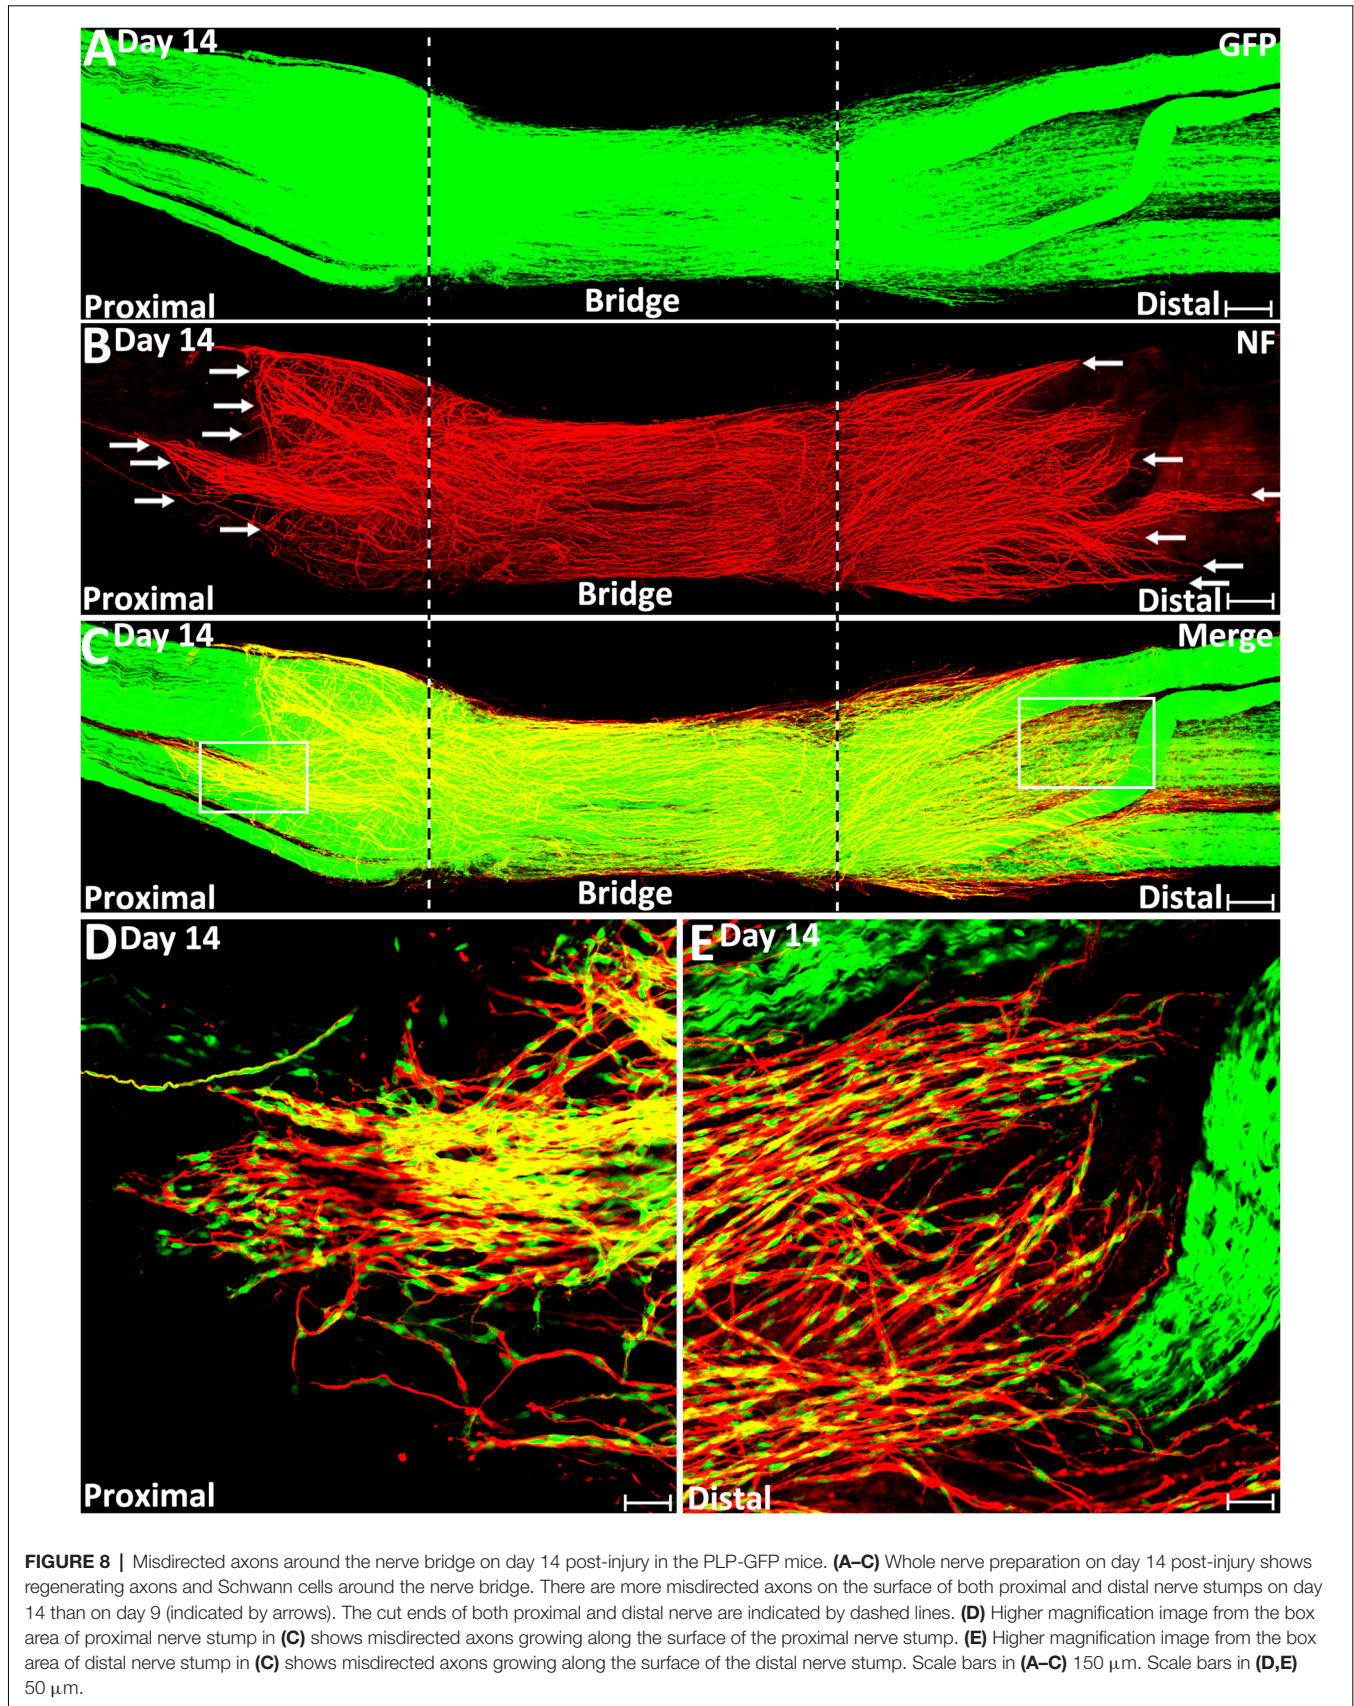 A Day 14
GFP
Proximal
Bridge
Distal
B Day 14
NF
Proximal
Bridge
Distal
C Day 14
Merge
Proximal
Bridge
Distal
D Day 14
Proximal
E Day 14
Distal
FIGURE 8 | Misdirected axons around the nerve bridge on day 14 post-injury in the PLP-GFP mice. (A–C) Whole nerve preparation on day 14 post-injury shows
regenerating axons and Schwann cells around the nerve bridge. There are more misdirected axons on the surface of both proximal and distal nerve stumps on day
14 than on day 9 (indicated by arrows). The cut ends of both proximal and distal nerve are indicated by dashed lines. (D) Higher magnification image from the box
area of proximal nerve stump in (C) shows misdirected axons growing along the surface of the proximal nerve stump. (E) Higher magnification image from the box
area of distal nerve stump in (C) shows misdirected axons growing along the surface of the distal nerve stump. Scale bars in (A–C) 150 μm. Scale bars in (D,E)
50 μm.